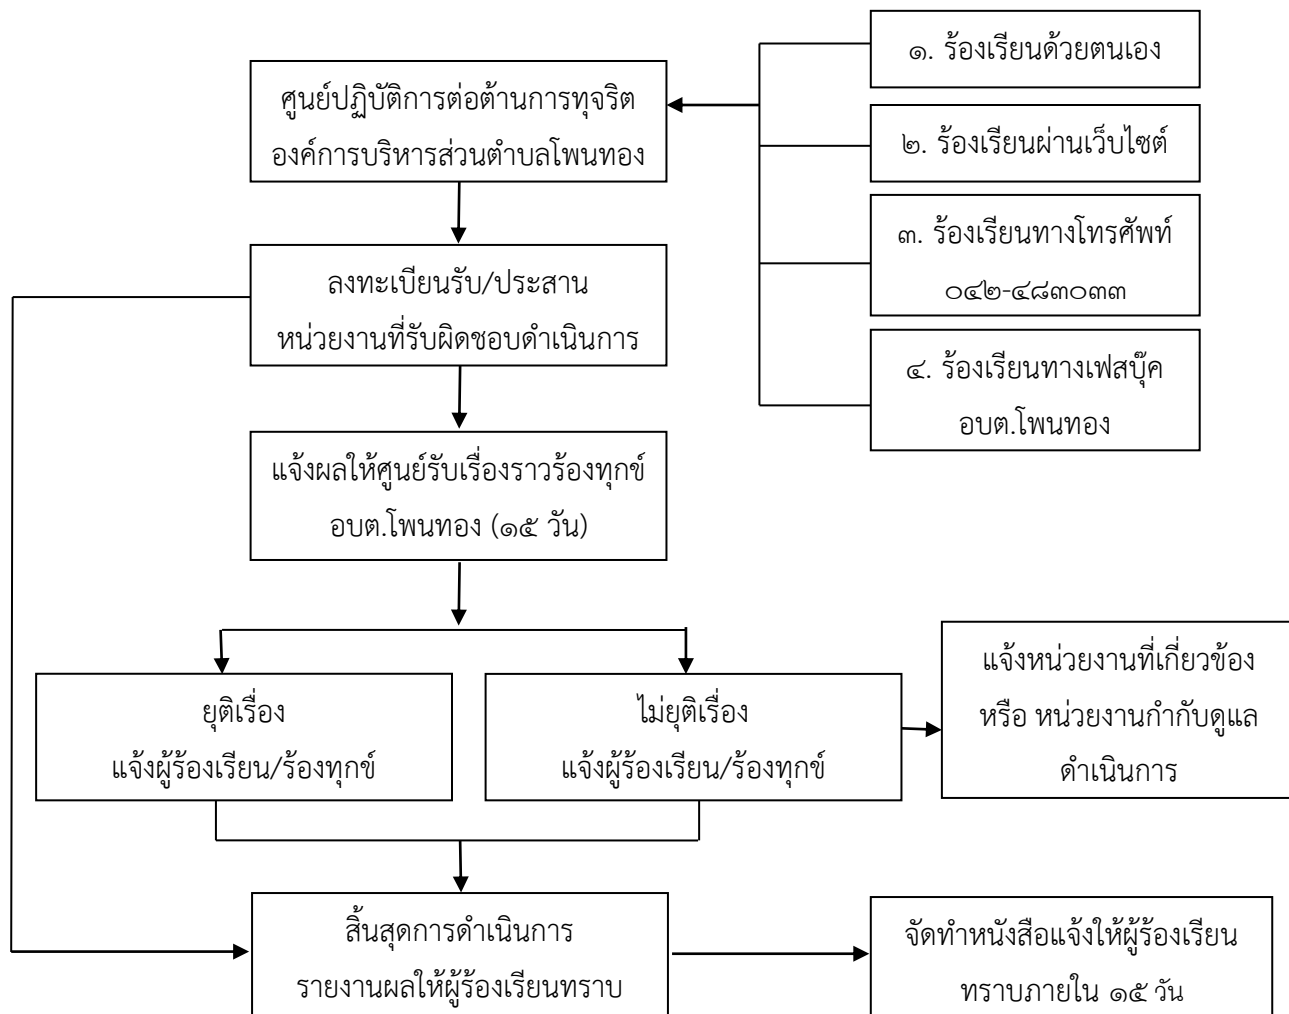 ๑. ร้องเรียนด้วยตนเอง
ศูนย์ปฏิบัติการต่อต้านการทุจริต
องค์การบริหารส่วนตำบลโพนทอง
๒. ร้องเรียนผ่านเว็บไซต์
๓. ร้องเรียนทางโทรศัพท์
๐๔๒-๔๘๓๐๓๓
ลงทะเบียนรับ/ประสาน
หน่วยงานที่รับผิดชอบดำเนินการ
๔. ร้องเรียนทางเฟสบุ๊ค
อบต.โพนทอง
แจ้งผลให้ศูนย์รับเรื่องราวร้องทุกข์
อบต.โพนทอง (๑๕ วัน)
ยุติเรื่อง
แจ้งผู้ร้องเรียน/ร้องทุกข์
ไม่ยุติเรื่อง
แจ้งผู้ร้องเรียน/ร้องทุกข์
แจ้งหน่วยงานที่เกี่ยวข้อง
หรือ หน่วยงานกำกับดูแล
ดำเนินการ
สิ้นสุดการดำเนินการ
รายงานผลให้ผู้ร้องเรียนทราบ
จัดทำหนังสือแจ้งให้ผู้ร้องเรียน
ทราบภายใน ๑๕ วัน